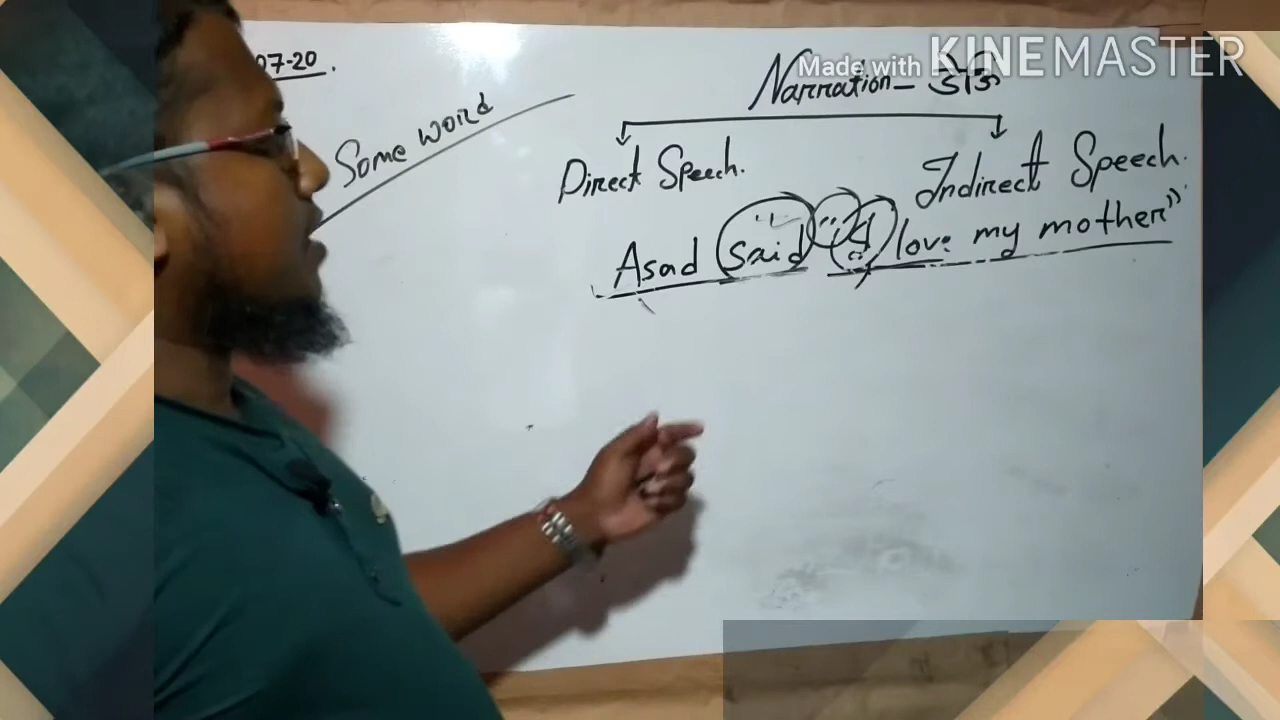 07-20.
Made with KINEMASTER
Some word
Narration –
Direct Speech.
Indirect Speech.
Asad said "I love my mother"